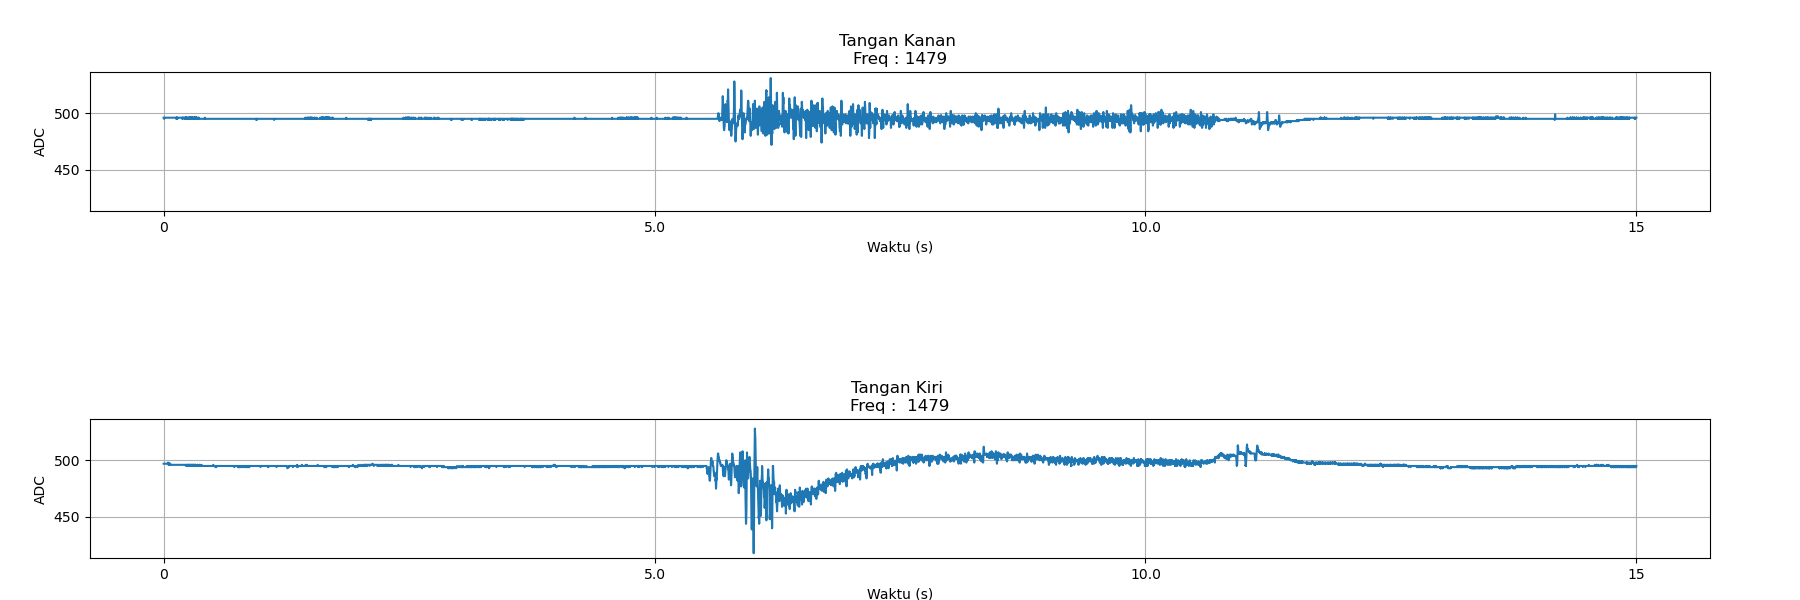 Tangan Kanan
Freq : 1479
500
450
ADC
0 5.0 10.0 15
Waktu (s)
Tangan Kiri
Freq :  1479
500
450
ADC
0 5.0 10.0 15
Waktu (s)